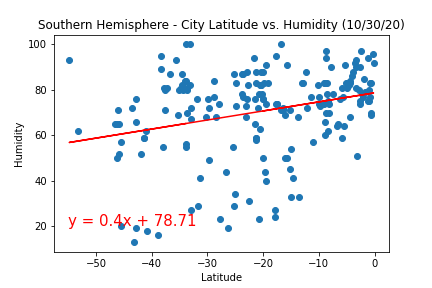 Southern Hemisphere - City Latitude vs. Humidity (10/30/20)
100
80
60
40
20
Humidity
y = 0.4x + 78.71
−50
−40
−30
−20
−10
0
Latitude